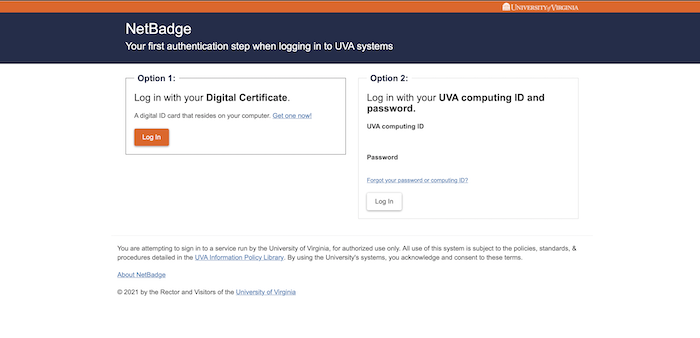 UNIVERSITY of VIRGINIA
NetBadge
Your first authentication step when logging in to UVA systems
Option 1:
Log in with your Digital Certificate.
A digital ID card that resides on your computer. Get one now!
Log In
Option 2:
Log in with your UVA computing ID and
password.
UVA computing ID
Password
Forgot your password or computing ID?
Log In
You are attempting to sign in to a service run by the University of Virginia, for authorized use only. All use of this system is subject to the policies, standards, &
procedures detailed in the UVA Information Policy Library. By using the University's systems, you acknowledge and consent to these terms.
About NetBadge
© 2021 by the Rector and Visitors of the University of Virginia